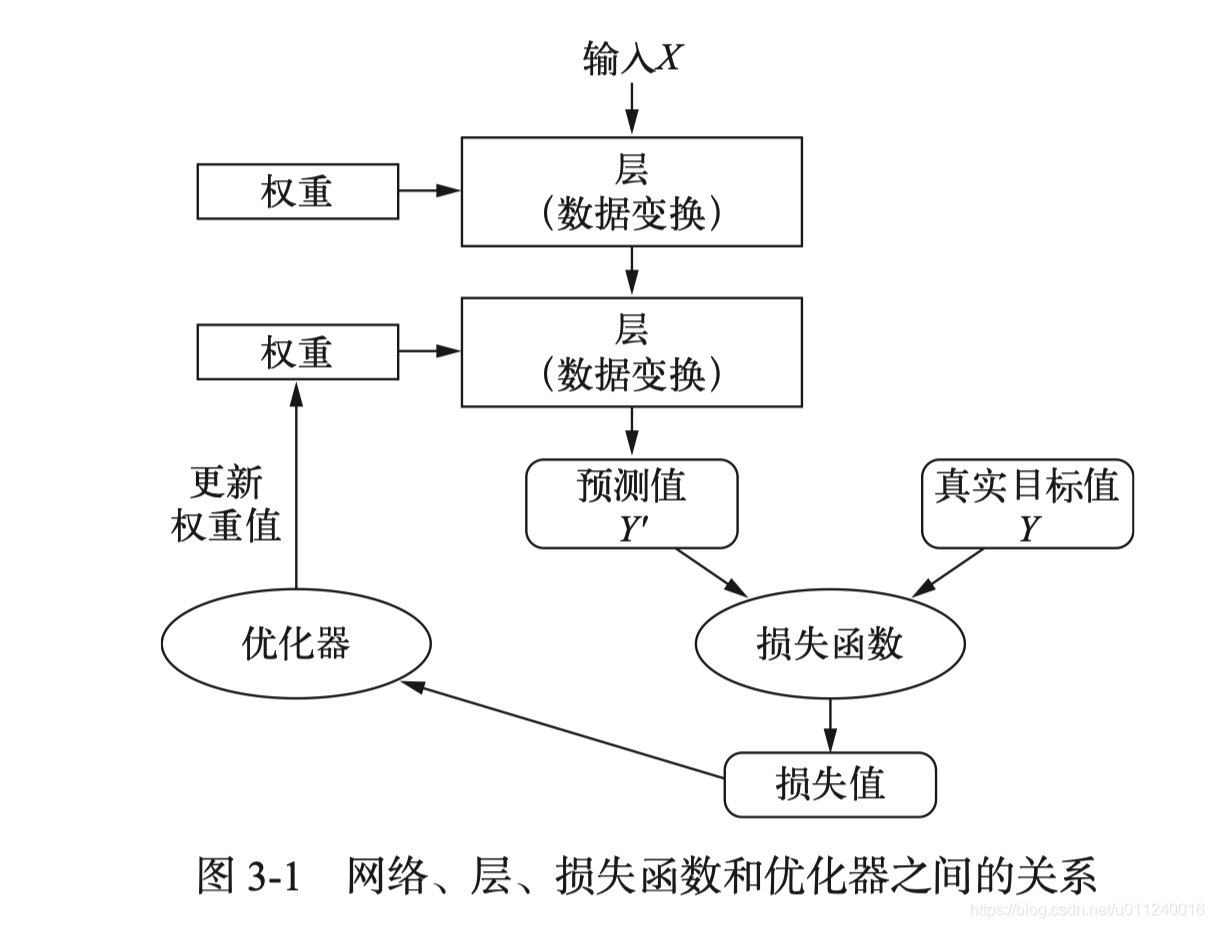 输入X
权重
层
(数据变换)
权重
层
(数据变换)
更新
权重值
预测值
Y'
真实目标值
Y
优化器
损失函数
损失值
图 3-1 网络、层、损失函数和优化器之间的关系
https://blog.csdn.net/u011240016